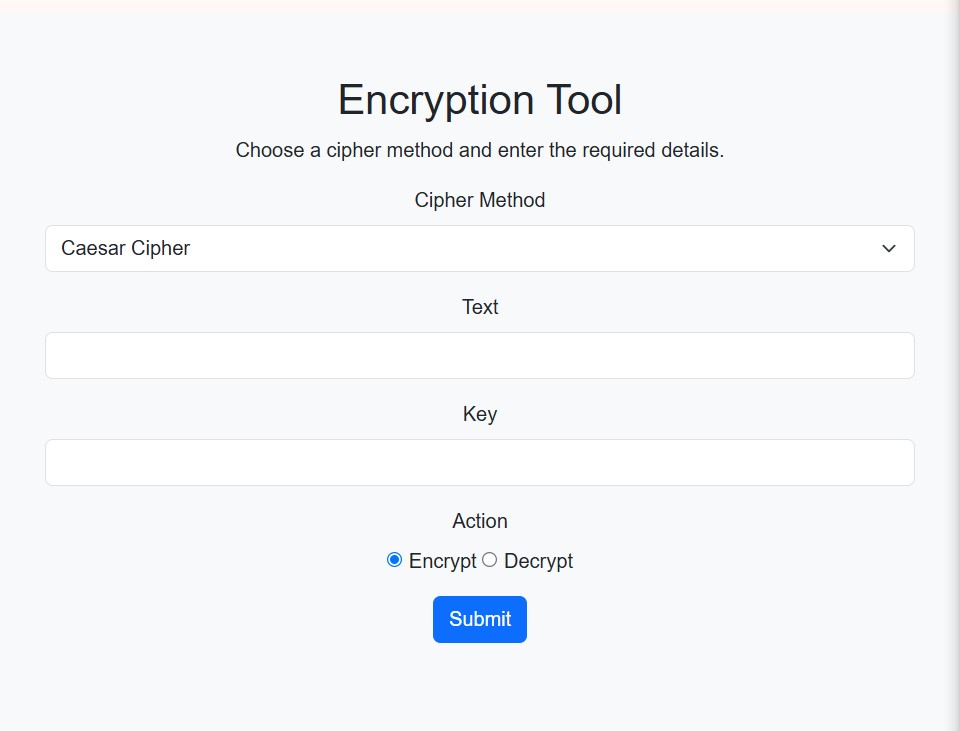 Encryption Tool
Choose a cipher method and enter the required details.
Cipher Method
Caesar Cipher
Text
Key
Action
Encrypt Decrypt
Submit